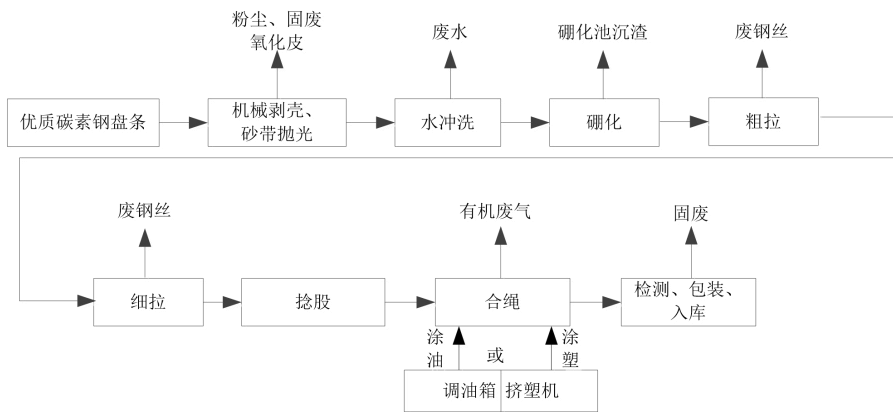 粉尘、固废
氧化皮
废水
硼化池沉渣
废钢丝
优质碳素钢盘条
机械剥壳、
砂带抛光
水冲洗
硼化
粗拉
废钢丝
有机废气
固废
细拉
捻股
合绳
检测、包装、
入库
涂油
或
涂塑
调油箱
挤塑机